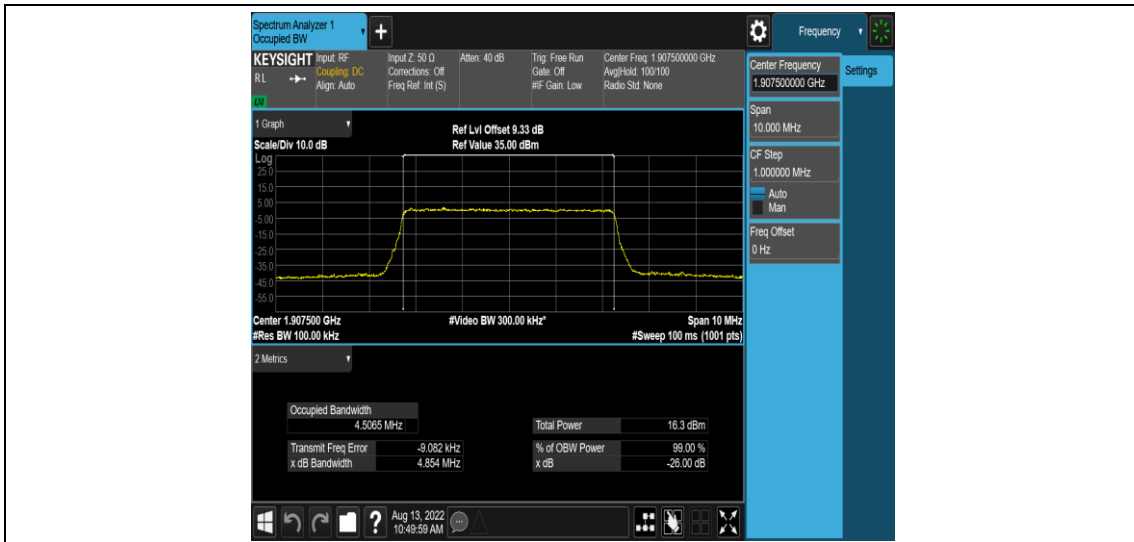 Spectrum Analyzer 1
Occupied BW
+
Frequency
KEYSIGHT
RL
Input: RF
Coupling: DC
Align: Auto
Input Z: 50 Ω
Corrections: Off
Freq Ref: Int (S)
Atten: 40 dB
Trig: Free Run
Gate: Off
#IF Gain: Low
Center Freq: 1.907500000 GHz
Avg|Hold: 100/100
Radio Std: None
Center Frequency
1.907500000 GHz
Settings
Span
10.000 MHz
CF Step
1.000000 MHz
Auto
Man
Freq Offset
0 Hz
1 Graph
Scale/Div 10.0 dB
Ref Lvl Offset 9.33 dB
Ref Value 35.00 dBm
Log
25.0
15.0
5.00
-5.00
-15.0
-25.0
-35.0
-45.0
-55.0
Center 1.907500 GHz
#Res BW 100.00 kHz
#Video BW 300.00 kHz*
Span 10 MHz
#Sweep 100 ms (1001 pts)
2 Metrics
Occupied Bandwidth
4.5065 MHz
Transmit Freq Error -9.082 kHz
x dB Bandwidth 4.854 MHz
Total Power 16.3 dBm
% of OBW Power 99.00 %
x dB -26.00 dB
?
Aug 13, 2022
10:49:59 AM